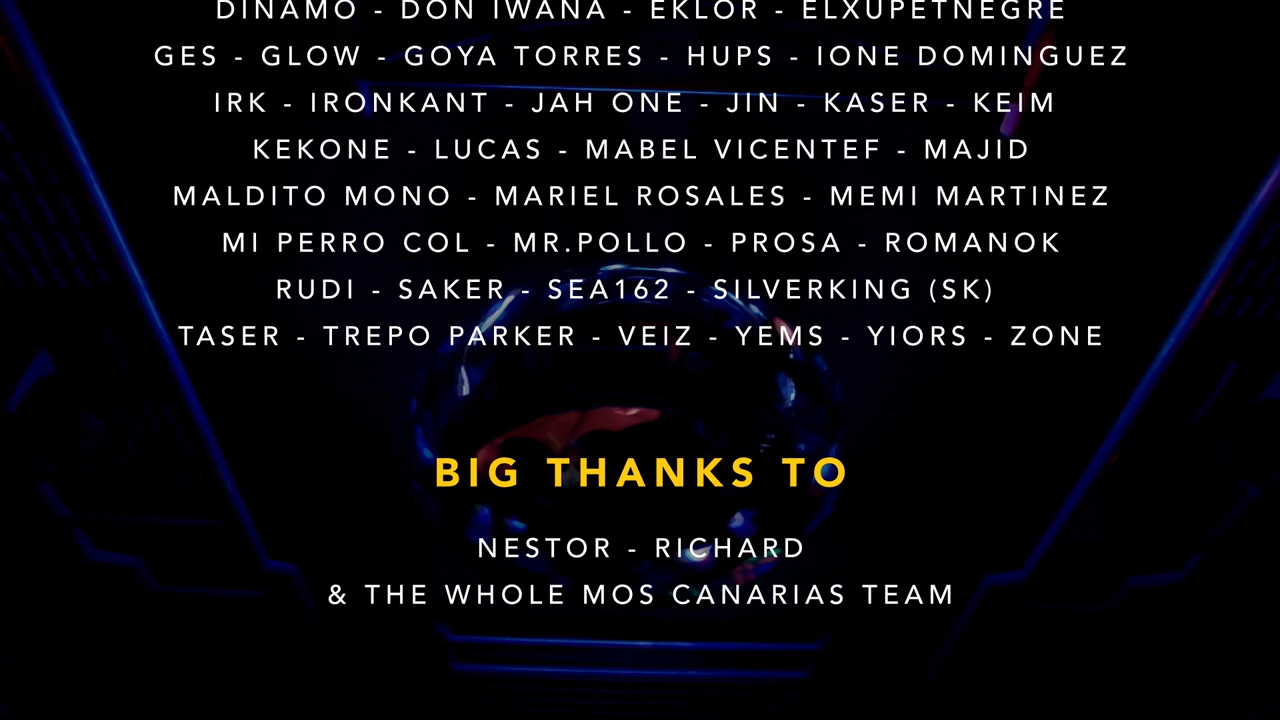 DINAMO - DON IWANA - EKLOR - ELXUPETNEGRE
GES - GLOW - GOYA TORRES - HUPS - IONE DOMINGUEZ
IRK - IRONKANT - JAH ONE - JIN - KASER - KEIM
KEKONE - LUCAS - MABEL VICENTEF - MAJID
MALDITO MONO - MARIEL ROSALES - MEMI MARTINEZ
MI PERRO COL - MR.POLLO - PROSA - ROMANOK
RUDI - SAKER - SEA162 - SILVERKING (SK)
TASER - TREPO PARKER - VEIZ - YEMS - YIORS - ZONE
BIG THANKS TO
NESTOR - RICHARD
& THE WHOLE MOS CANARIAS TEAM